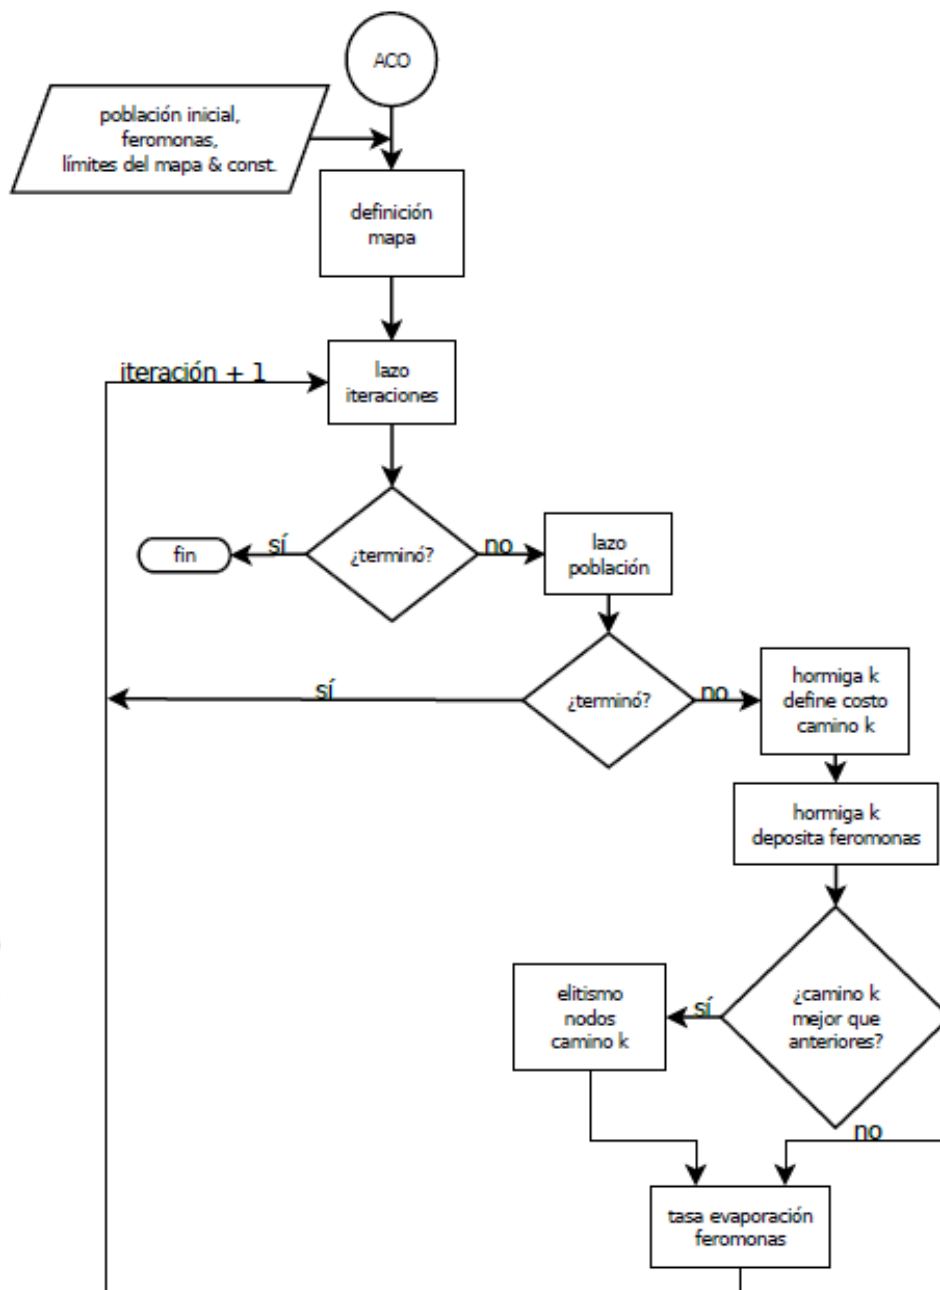 ACO
población inicial,
feromonas,
límites del mapa & const.
definición
mapa
iteración + 1
lazo
iteraciones
fin
sí
¿terminó?
no
lazo
población
sí
¿terminó?
no
hormiga k
define costo
camino k
hormiga k
deposita feromonas
elitismo
nodos
camino k
sí
¿camino k
mejor que
anteriores?
no
tasa evaporación
feromonas